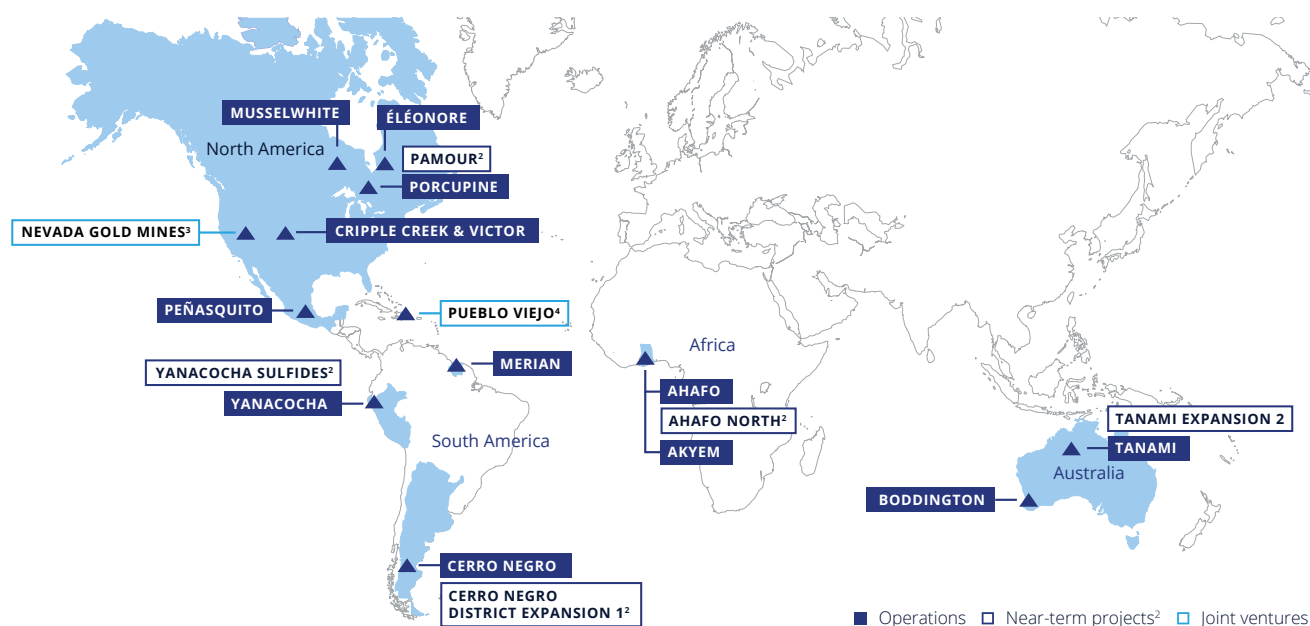 MUSSELWHITE
ÉLÉONORE
North America
PAMOUR²
PORCUPINE
NEVADA GOLD MINES³
CRIPPLE CREEK & VICTOR
PEÑASQUITO
PUEBLO VIEJO⁴
Africa
MERIAN
YANACOCHA SULFIDES²
YANACOCHA
AHAFO
AHAFO NORTH²
AKYEM
South America
TANAMI EXPANSION 2
TANAMI
Australia
BODDINGTON
CERRO NEGRO
CERRO NEGRO
DISTRICT EXPANSION 1²
Operations Near-term projects² Joint ventures